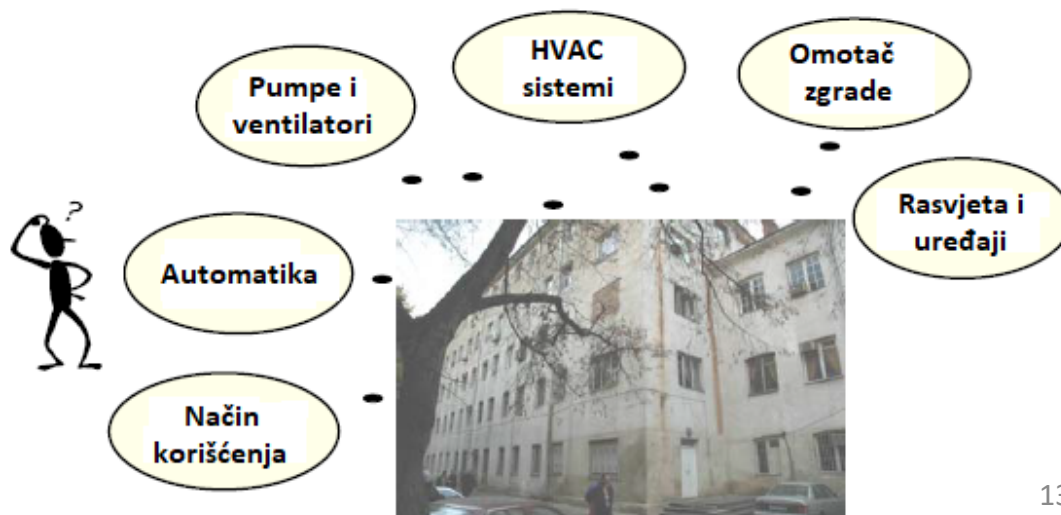 HVAC
sistemi
Omotač
zgrade
Pumpe i
ventilatori
Rasvjeta i
uređaji
?
Automatika
Način
korišćenja
13